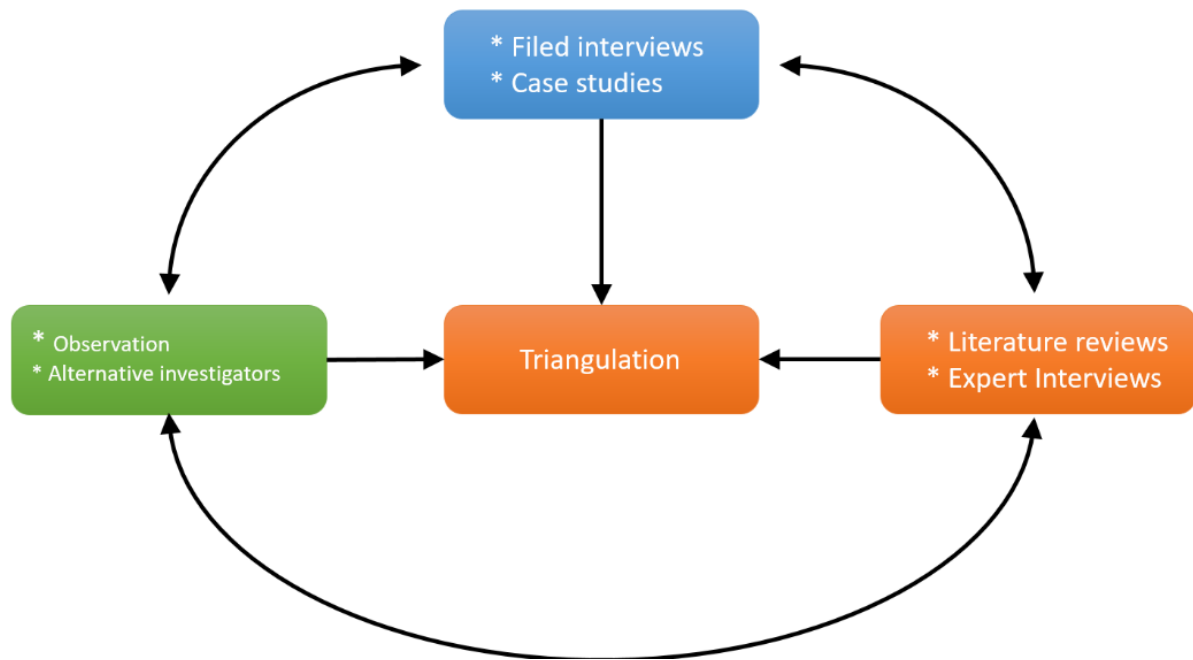 * Filed interviews
* Case studies
* Observation
* Alternative investigators
Triangulation
* Literature reviews
* Expert Interviews